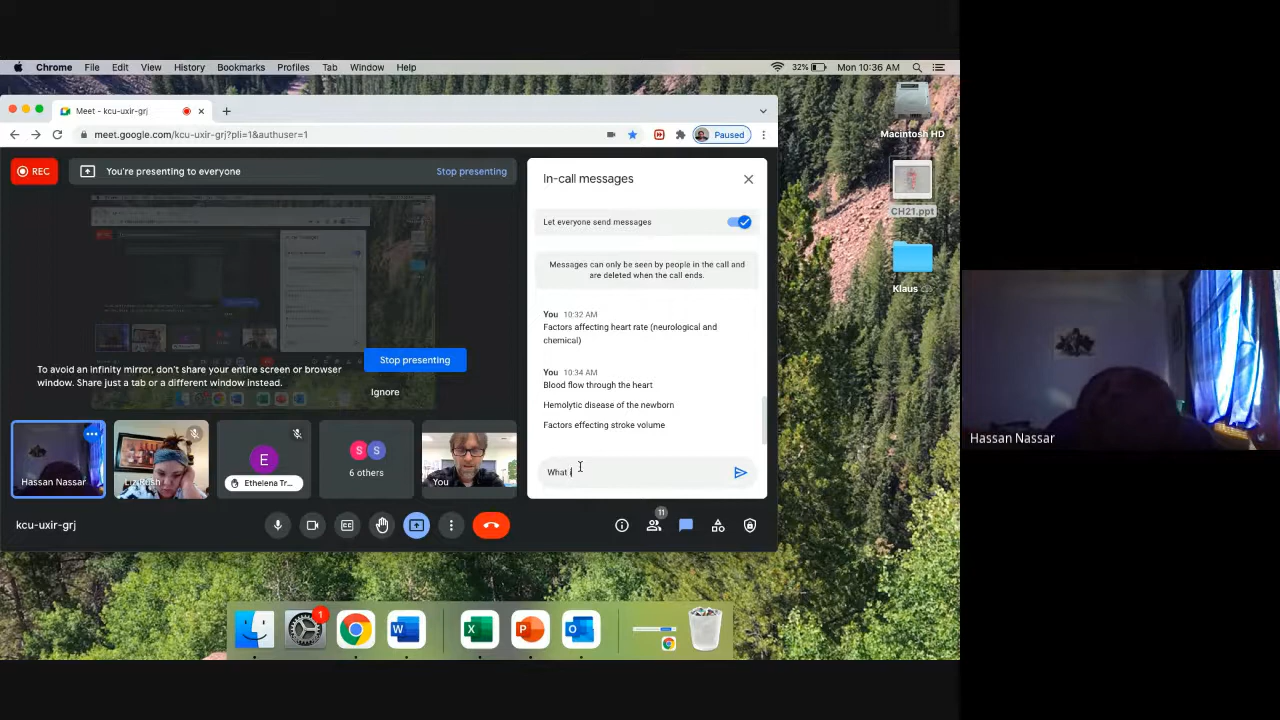 Chrome File Edit View History Bookmarks Profiles Tab Window Help
32% Mon 10:36 AM
Meet - kcu-uxir-grj
meet.google.com/kcu-uxir-grj?pli=1&authuser=1
Paused
Macintosh HD
CH21.ppt
Klaus
REC
You're presenting to everyone
Stop presenting
To avoid an infinity mirror, don't share your entire screen or browser
window. Share just a tab or a different window instead.
Stop presenting
Ignore
In-call messages
Let everyone send messages
Messages can only be seen by people in the call and
are deleted when the call ends.
You 10:32 AM
Factors affecting heart rate (neurological and
chemical)
You 10:34 AM
Blood flow through the heart
Hemolytic disease of the newborn
Factors effecting stroke volume
What i
Hassan Nassar
Liz Rush
E
Ethelena Tr...
S S
6 others
You
kcu-uxir-grj
CC
11
1
W
X
P
O
Hassan Nassar